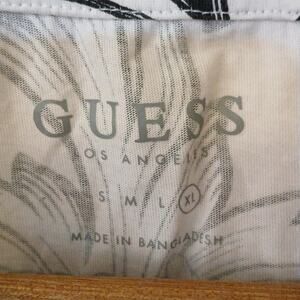 GUESS
LOS ANGELES
S M L XL
MADE IN BANGLADESH